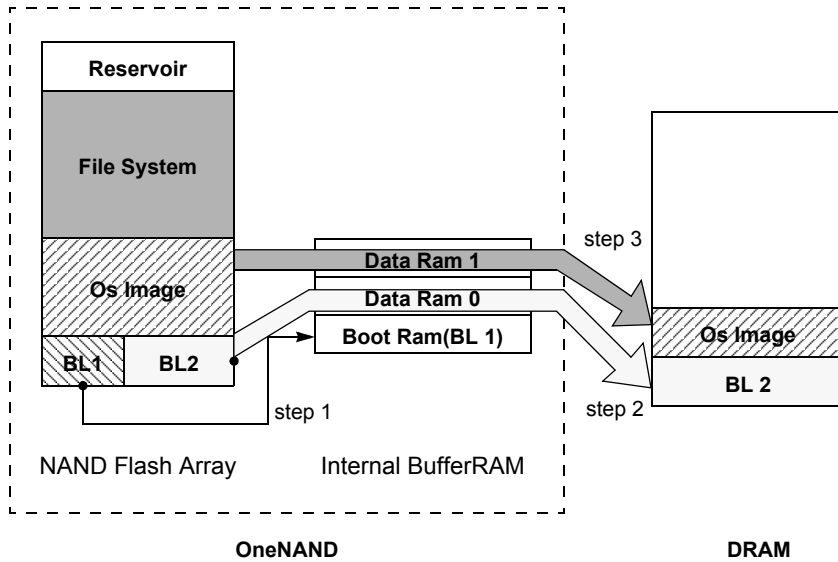 Reservoir
File System
step 3
Data Ram 1
Os Image
Data Ram 0
Os Image
Boot Ram(BL 1)
BL1
BL2
BL 2
step 1
step 2
NAND Flash Array
Internal BufferRAM
OneNAND
DRAM